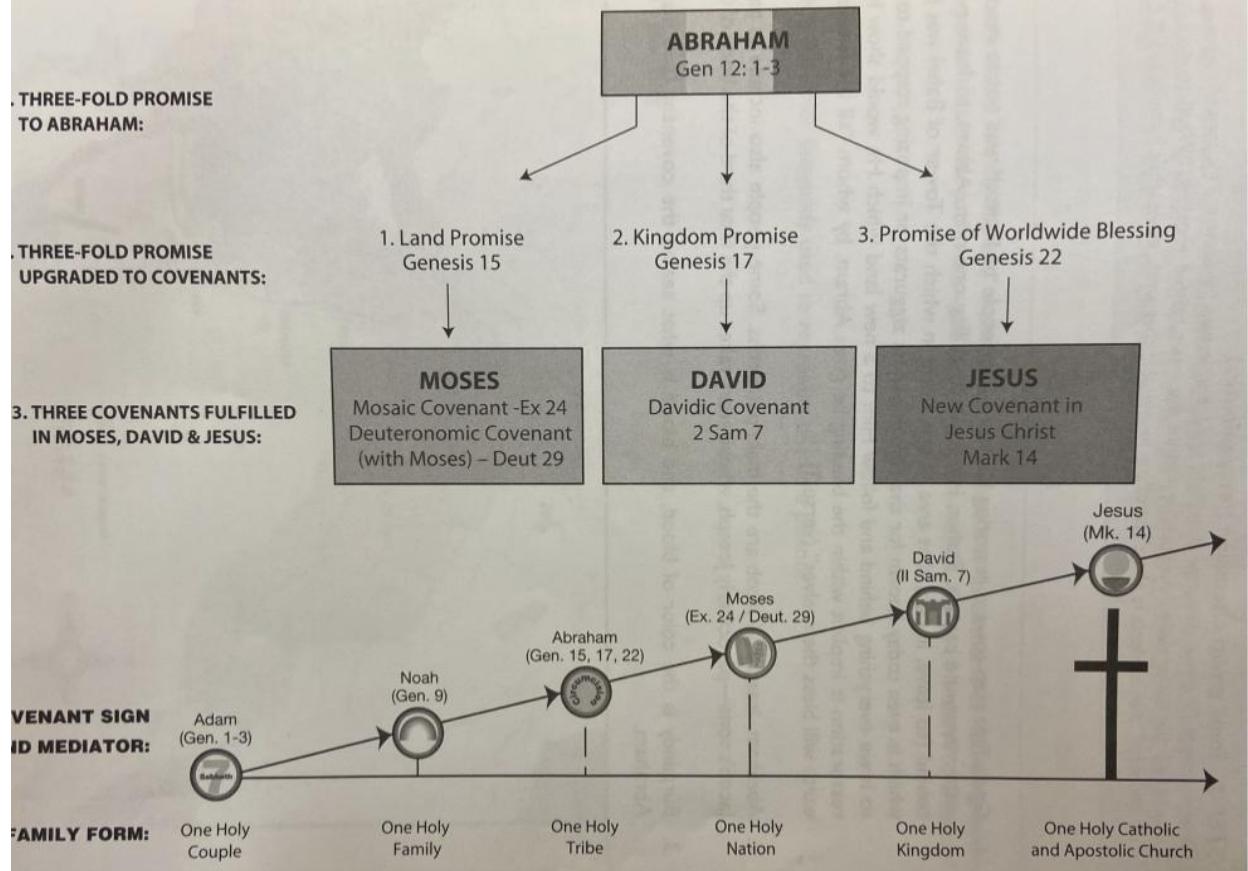 ABRAHAM
Gen 12: 1-3
. THREE-FOLD PROMISE
TO ABRAHAM:
. THREE-FOLD PROMISE
UPGRADED TO COVENANTS:
1. Land Promise
Genesis 15
2. Kingdom Promise
Genesis 17
3. Promise of Worldwide Blessing
Genesis 22
3. THREE COVENANTS FULFILLED
IN MOSES, DAVID & JESUS:
MOSES
Mosaic Covenant -Ex 24
Deuteronomic Covenant
(with Moses) – Deut 29
DAVID
Davidic Covenant
2 Sam 7
JESUS
New Covenant in
Jesus Christ
Mark 14
VENANT SIGN
ND MEDIATOR:
Adam
(Gen. 1-3)
7
Sabbath
Noah
(Gen. 9)
Abraham
(Gen. 15, 17, 22)
Circumcision
Moses
(Ex. 24 / Deut. 29)
David
(II Sam. 7)
Jesus
(Mk. 14)
FAMILY FORM:
One Holy
Couple
One Holy
Family
One Holy
Tribe
One Holy
Nation
One Holy
Kingdom
One Holy Catholic
and Apostolic Church